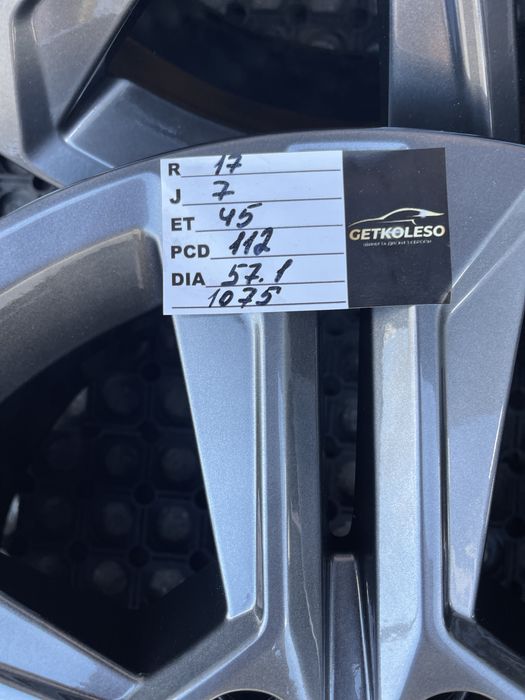 R 17
J 7
ET 45
PCD 112
DIA 57.1
1075
GETKOLESO